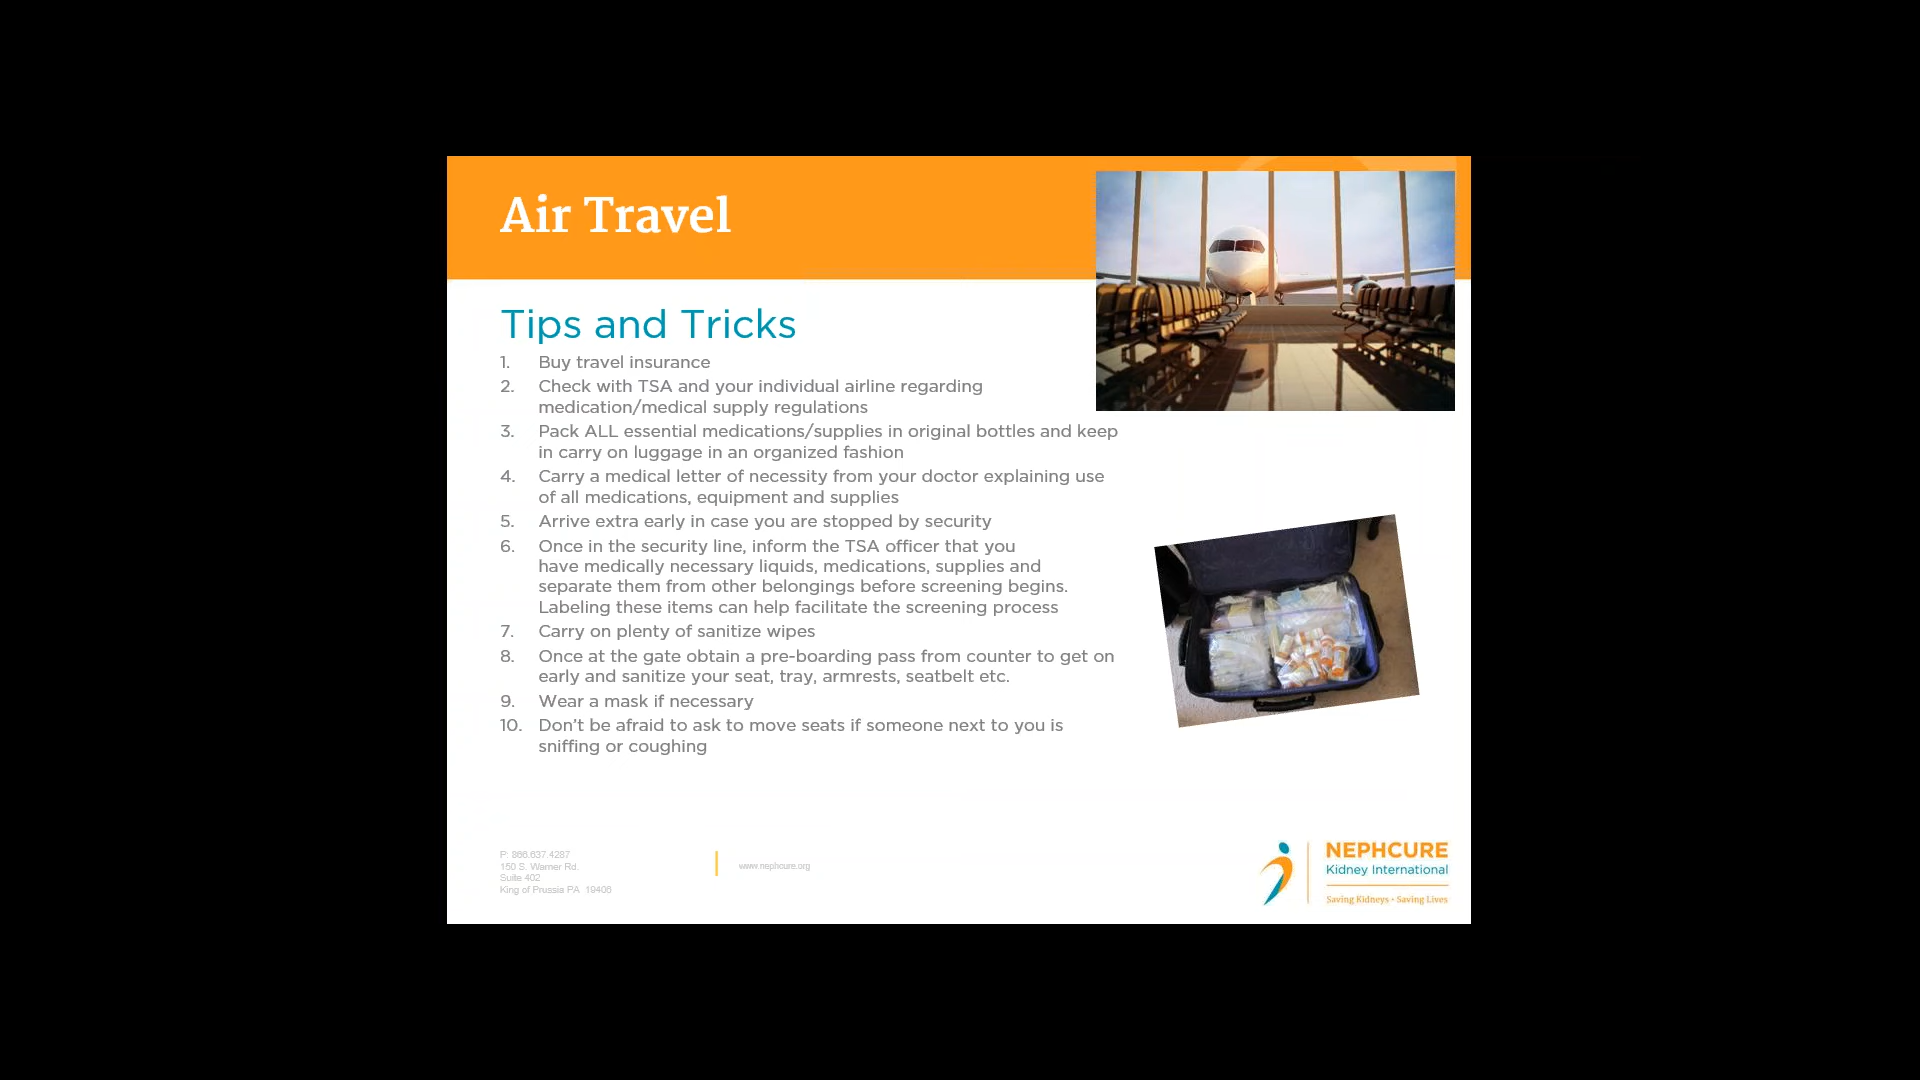 Air Travel
Tips and Tricks
1. Buy travel insurance
2. Check with TSA and your individual airline regarding
medication/medical supply regulations
3. Pack ALL essential medications/supplies in original bottles and keep
in carry on luggage in an organized fashion
4. Carry a medical letter of necessity from your doctor explaining use
of all medications, equipment and supplies
5. Arrive extra early in case you are stopped by security
6. Once in the security line, inform the TSA officer that you
have medically necessary liquids, medications, supplies and
separate them from other belongings before screening begins.
Labeling these items can help facilitate the screening process
7. Carry on plenty of sanitize wipes
8. Once at the gate obtain a pre-boarding pass from counter to get on
early and sanitize your seat, tray, armrests, seatbelt etc.
9. Wear a mask if necessary
10. Don't be afraid to ask to move seats if someone next to you is
sniffing or coughing
P: 866.637.4287
150 S. Warner Rd.
Suite 402
King of Prussia PA 19406
www.nephcure.org
NEPHCURE
Kidney International
Saving Kidneys • Saving Lives